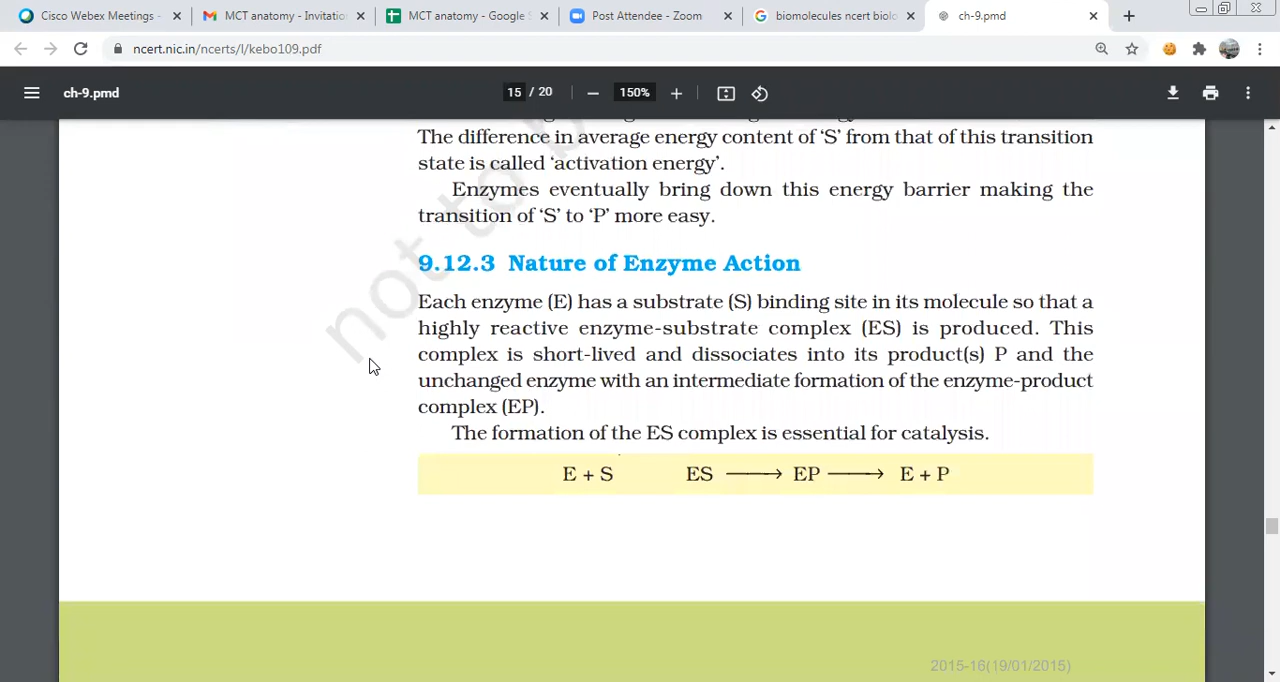 Cisco Webex Meetings - MCT anatomy - Invitatio MCT anatomy - Google Post Attendee - Zoom biomolecules ncert biolo ch-9.pmd
ncert.nic.in/ncerts/l/kebo109.pdf
ch-9.pmd 15 / 20 150%
The difference in average energy content of ‘S’ from that of this transition
state is called ‘activation energy’.
Enzymes eventually bring down this energy barrier making the
transition of ‘S’ to ‘P’ more easy.
9.12.3 Nature of Enzyme Action
Each enzyme (E) has a substrate (S) binding site in its molecule so that a
highly reactive enzyme-substrate complex (ES) is produced. This
complex is short-lived and dissociates into its product(s) P and the
unchanged enzyme with an intermediate formation of the enzyme-product
complex (EP).
The formation of the ES complex is essential for catalysis.
E + S ES ⟶ EP ⟶ E + P
not to b
2015-16(19/01/2015)